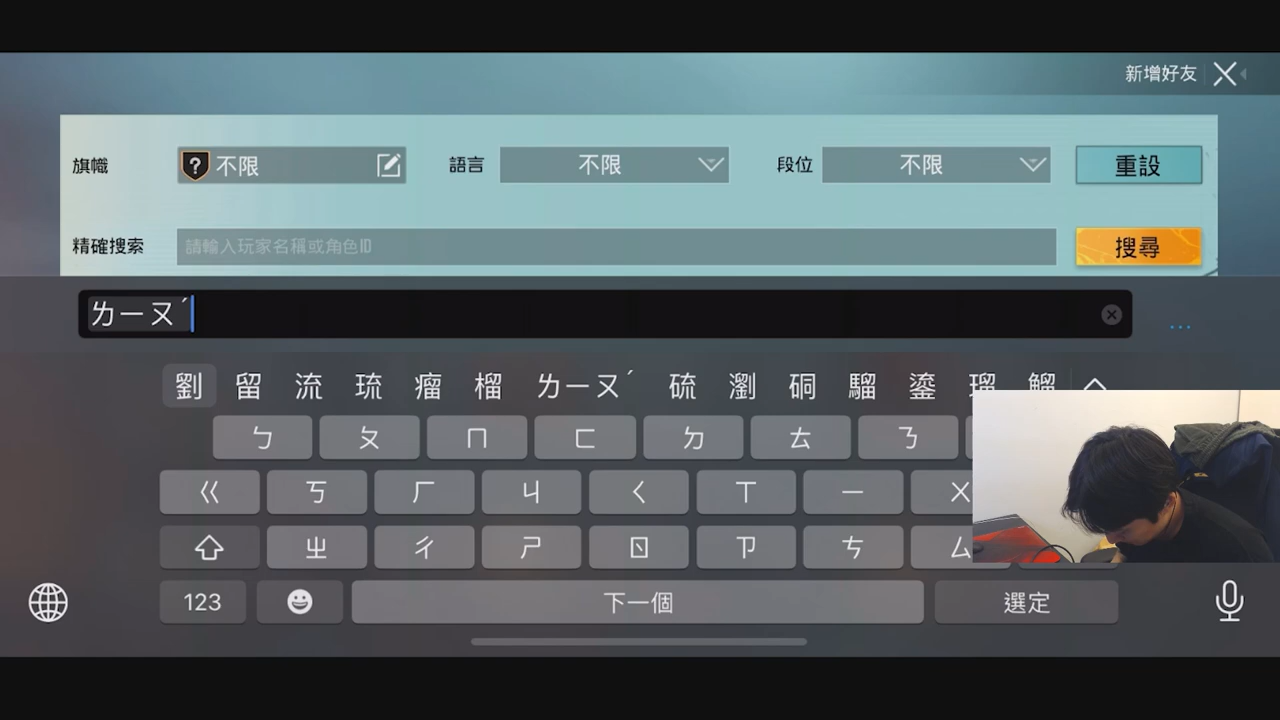 新增好友
旗幟 ? 不限 語言 不限 段位 不限 重設
精確搜索 請輸入玩家名稱或角色ID 搜尋
ㄌㄧㄡˊ
...
劉 留 流 琉 瘤 榴 ㄌㄧㄡˊ 硫 瀏 硐 騮 鎏 瑠 鰡
ㄅ ㄆ ㄇ ㄈ ㄉ ㄊ ㄋ
ㄍ ㄎ ㄏ ㄐ ㄑ ㄒ ㄧ ㄨ
ㄓ ㄔ ㄕ ㄖ ㄗ ㄘ ㄙ
123 下一個 選定